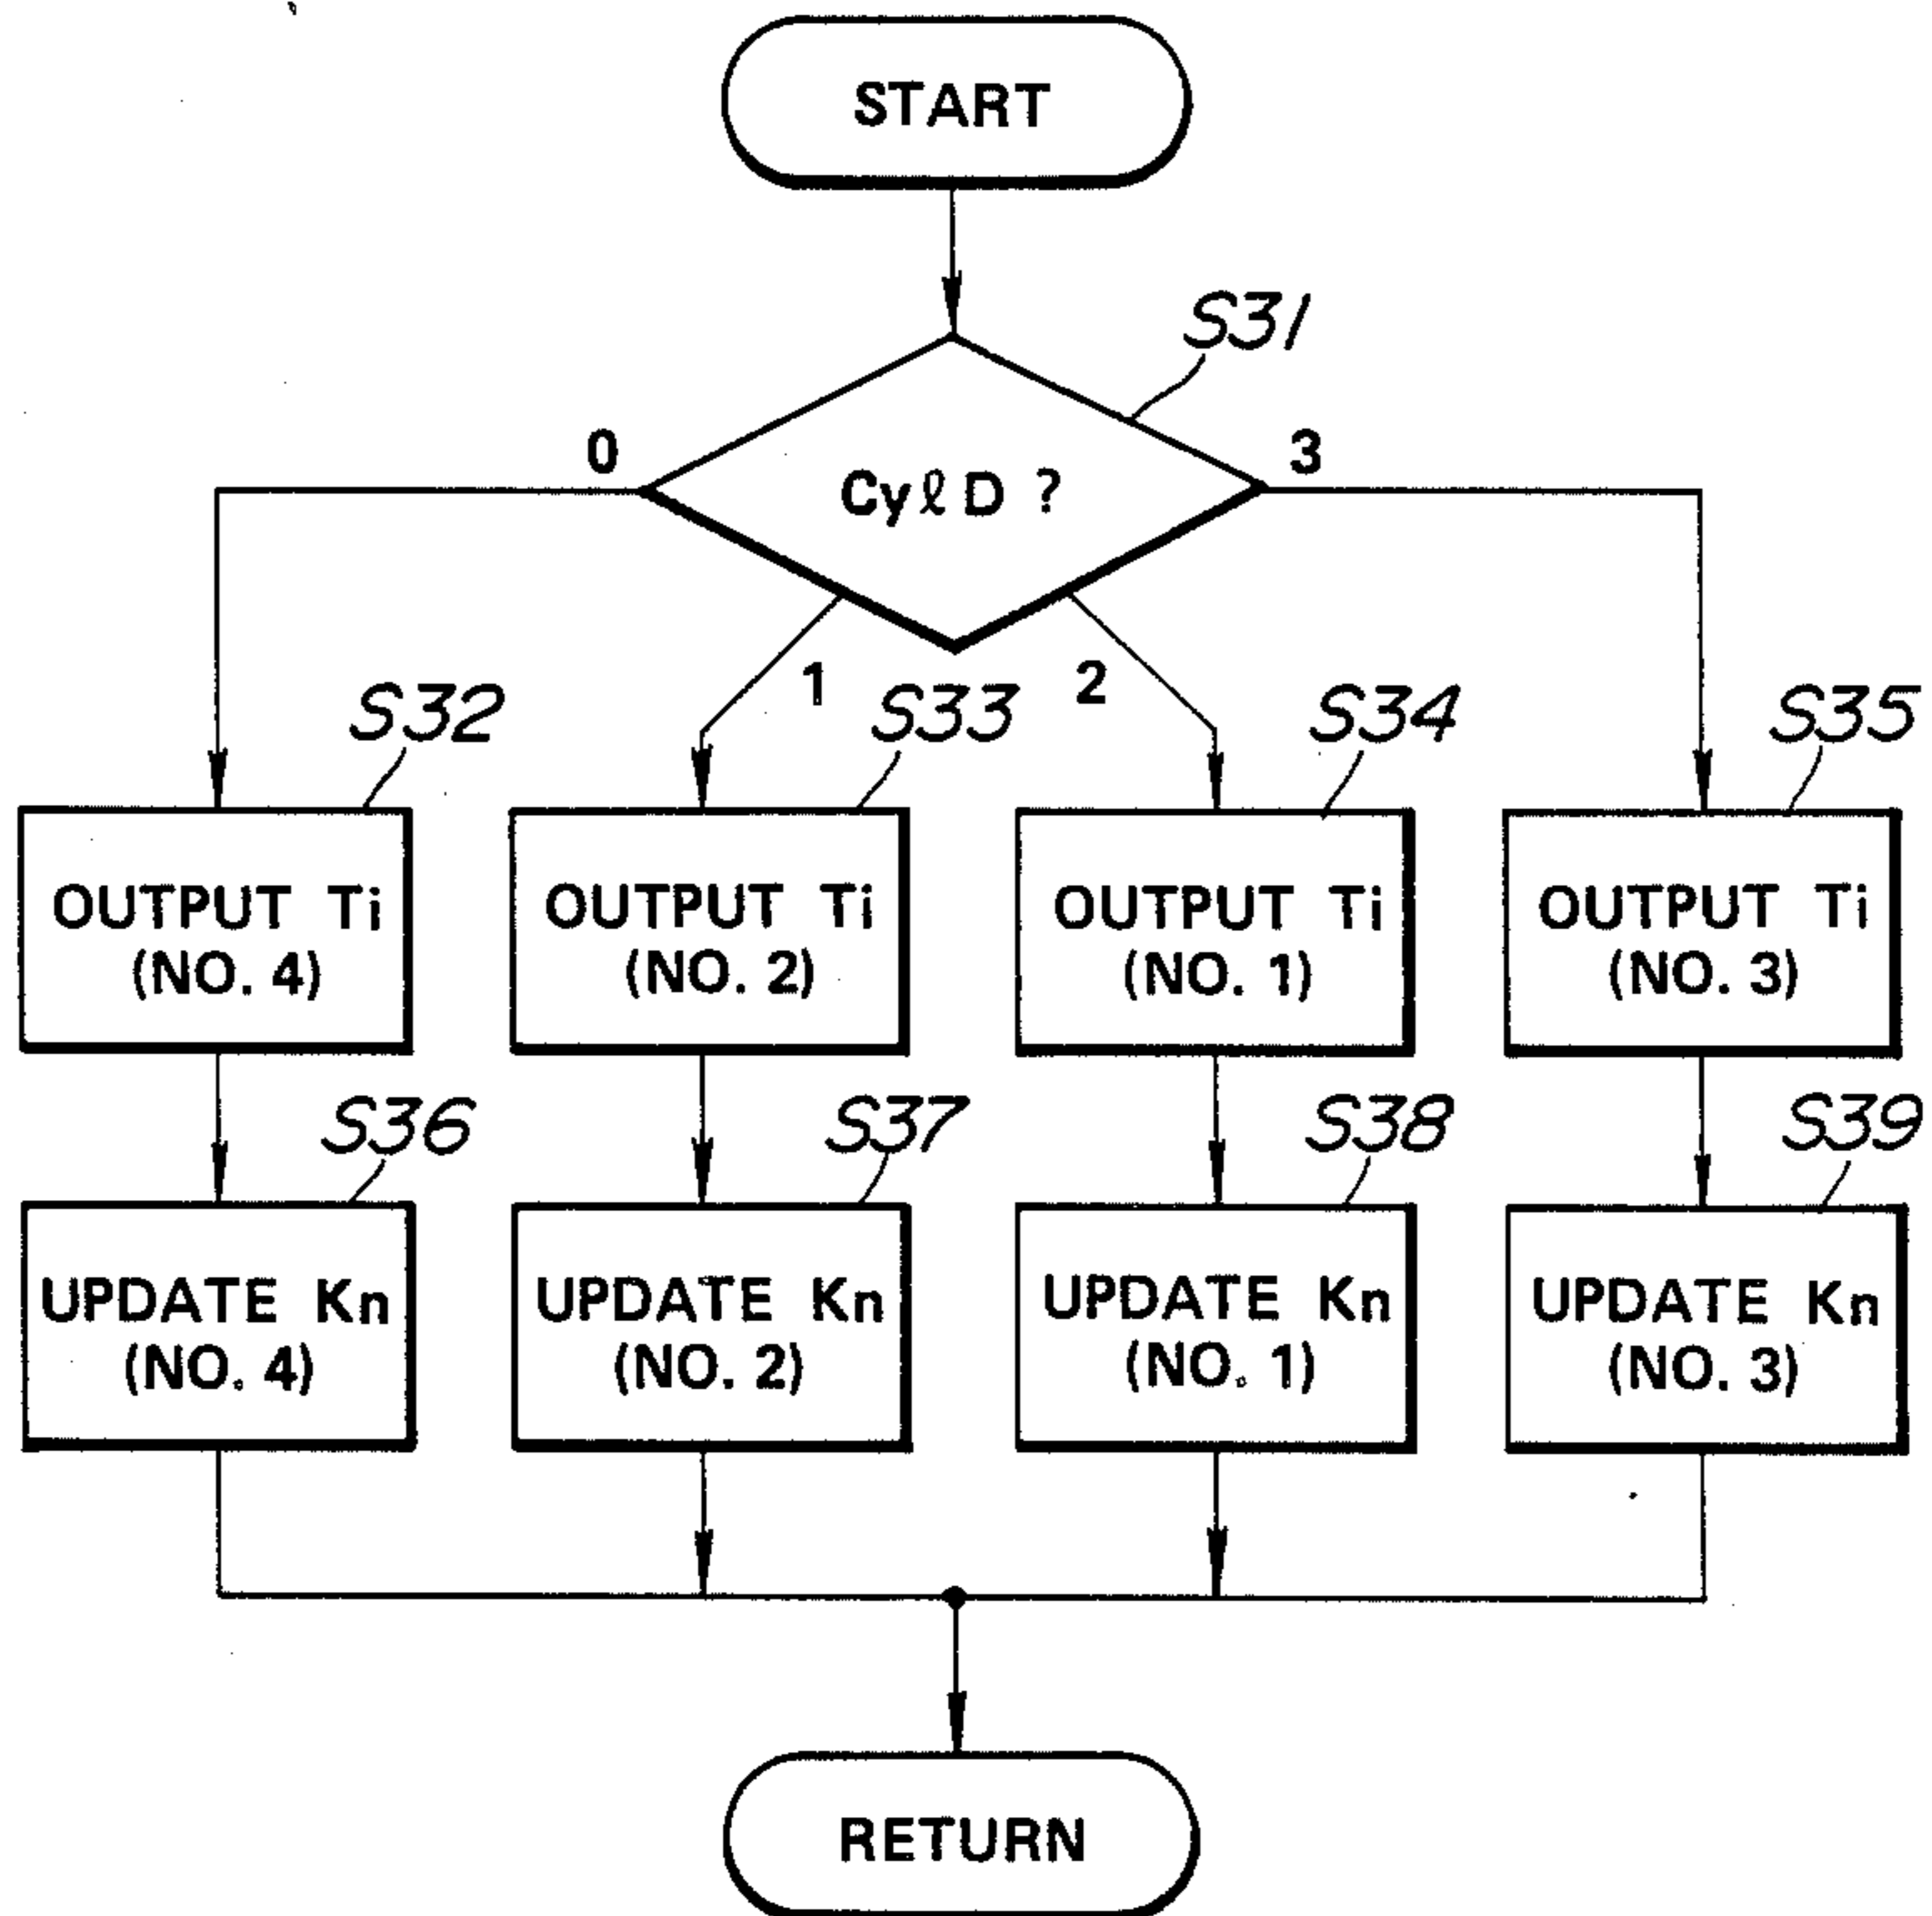 START
S31
0
3
Cyℓ D ?
1
2
S32
S33
S34
S35
OUTPUT Ti
(NO. 4)
OUTPUT Ti
(NO. 2)
OUTPUT Ti
(NO. 1)
OUTPUT Ti
(NO. 3)
S36
S37
S38
S39
UPDATE Kn
(NO. 4)
UPDATE Kn
(NO. 2)
UPDATE Kn
(NO. 1)
UPDATE Kn
(NO. 3)
RETURN